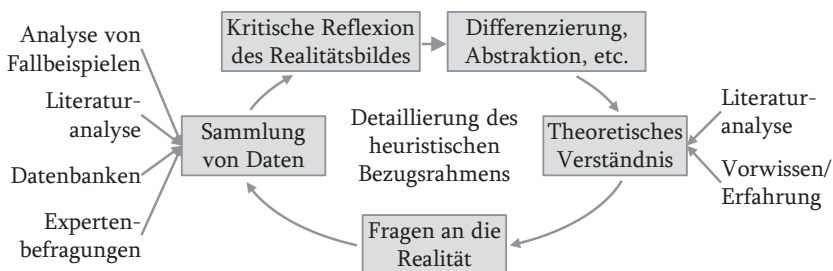 Analyse von
Fallbeispielen
Literatur-
analyse
Datenbanken
Experten-
befragungen
Sammlung
von Daten
Kritische Reflexion
des Realitätsbildes
Differenzierung,
Abstraktion, etc.
Detaillierung des
heuristischen
Bezugsrahmens
Theoretisches
Verständnis
Literatur-
analyse
Vorwissen/
Erfahrung
Fragen an die
Realität